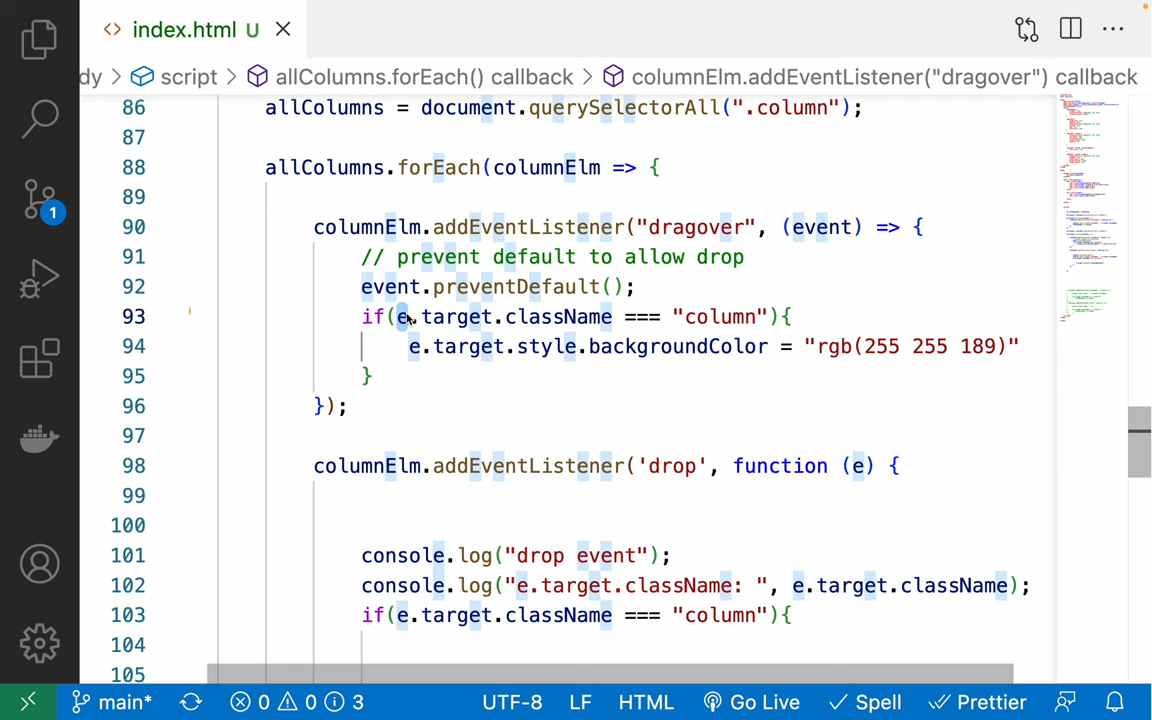 index.html U
dy > script > allColumns.forEach() callback > columnElm.addEventListener("dragover") callback
86 allColumns = document.querySelectorAll(".column");
87
88 allColumns.forEach(columnElm => {
89
90 columnElm.addEventListener("dragover", (event) => {
91 // prevent default to allow drop
92 event.preventDefault();
93 if(e.target.className === "column"){
94 e.target.style.backgroundColor = "rgb(255 255 189)"
95 }
96 });
97
98 columnElm.addEventListener('drop', function (e) {
99
100
101 console.log("drop event");
102 console.log("e.target.className: ", e.target.className);
103 if(e.target.className === "column"){
104
105
1
main* 0 0 3 UTF-8 LF HTML Go Live Spell Prettier